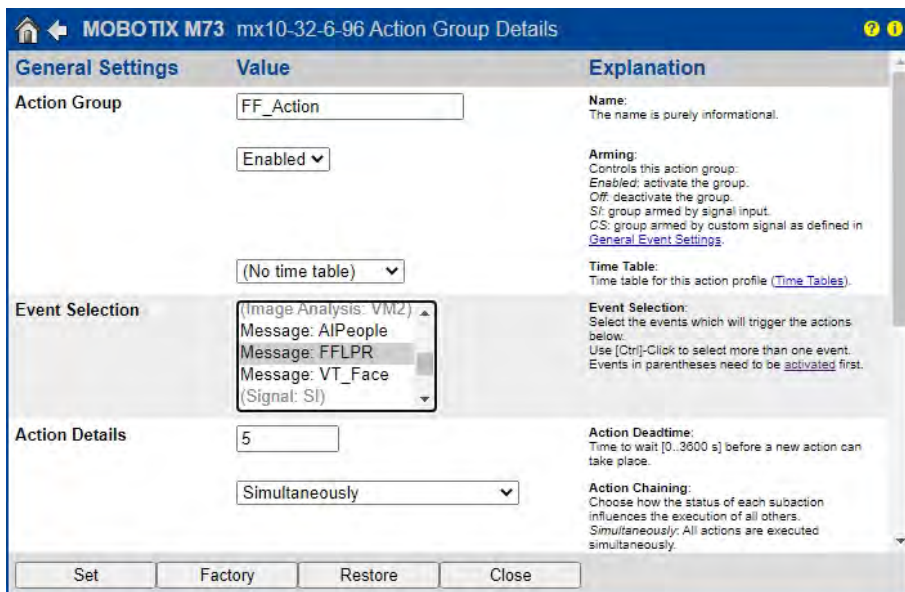 MOBOTIX M73 mx10-32-6-96 Action Group Details
? i
General Settings Value Explanation
Action Group
FF_Action
Name:
The name is purely informational.
Enabled
Arming:
Controls this action group:
Enabled: activate the group.
Off: deactivate the group.
SI: group armed by signal input.
CS: group armed by custom signal as defined in
General Event Settings.
(No time table)
Time Table:
Time table for this action profile (Time Tables).
Event Selection
(Image Analysis: VM2)
Message: AIPeople
Message: FFLPR
Message: VT_Face
(Signal: SI)
Event Selection:
Select the events which will trigger the actions
below.
Use [Ctrl]-Click to select more than one event.
Events in parentheses need to be activated first.
Action Details
5
Action Deadtime:
Time to wait [0..3600 s] before a new action can
take place.
Simultaneously
Action Chaining:
Choose how the status of each subaction
influences the execution of all others.
Simultaneously: All actions are executed
simultaneously.
Set Factory Restore Close